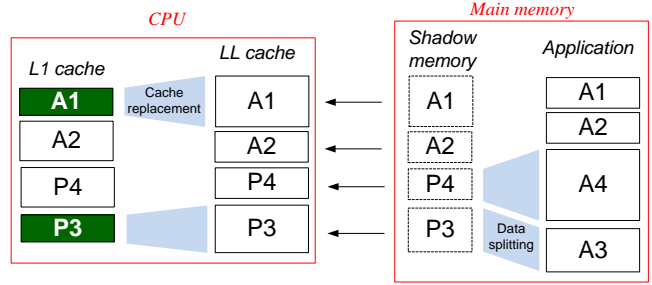 CPU
Main memory
L1 cache
LL cache
Shadow
memory
Application
A1
A2
P4
P3
Cache
replacement
A1
A2
P4
P3
A1
A2
P4
P3
Data
splitting
A1
A2
A4
A3